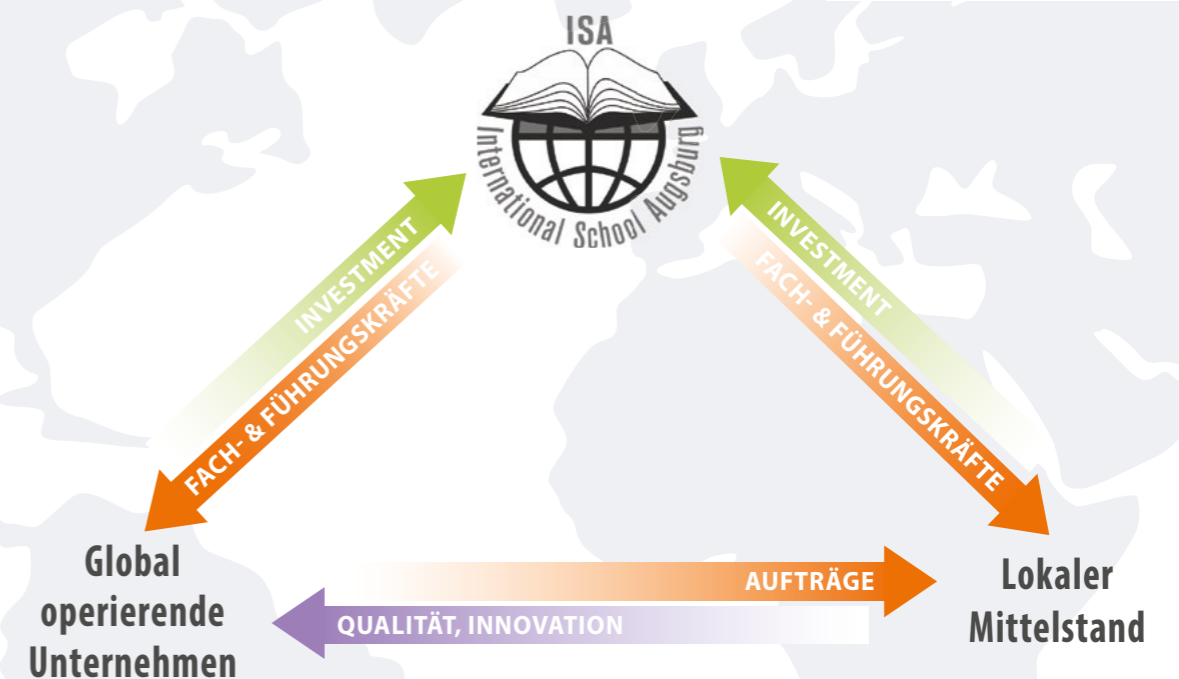 ISA
International School Augsburg
INVESTMENT
FACH- & FÜHRUNGSKRÄFTE
INVESTMENT
FACH- & FÜHRUNGSKRÄFTE
Global
operierende
Unternehmen
AUFTRÄGE
QUALITÄT, INNOVATION
Lokaler
Mittelstand